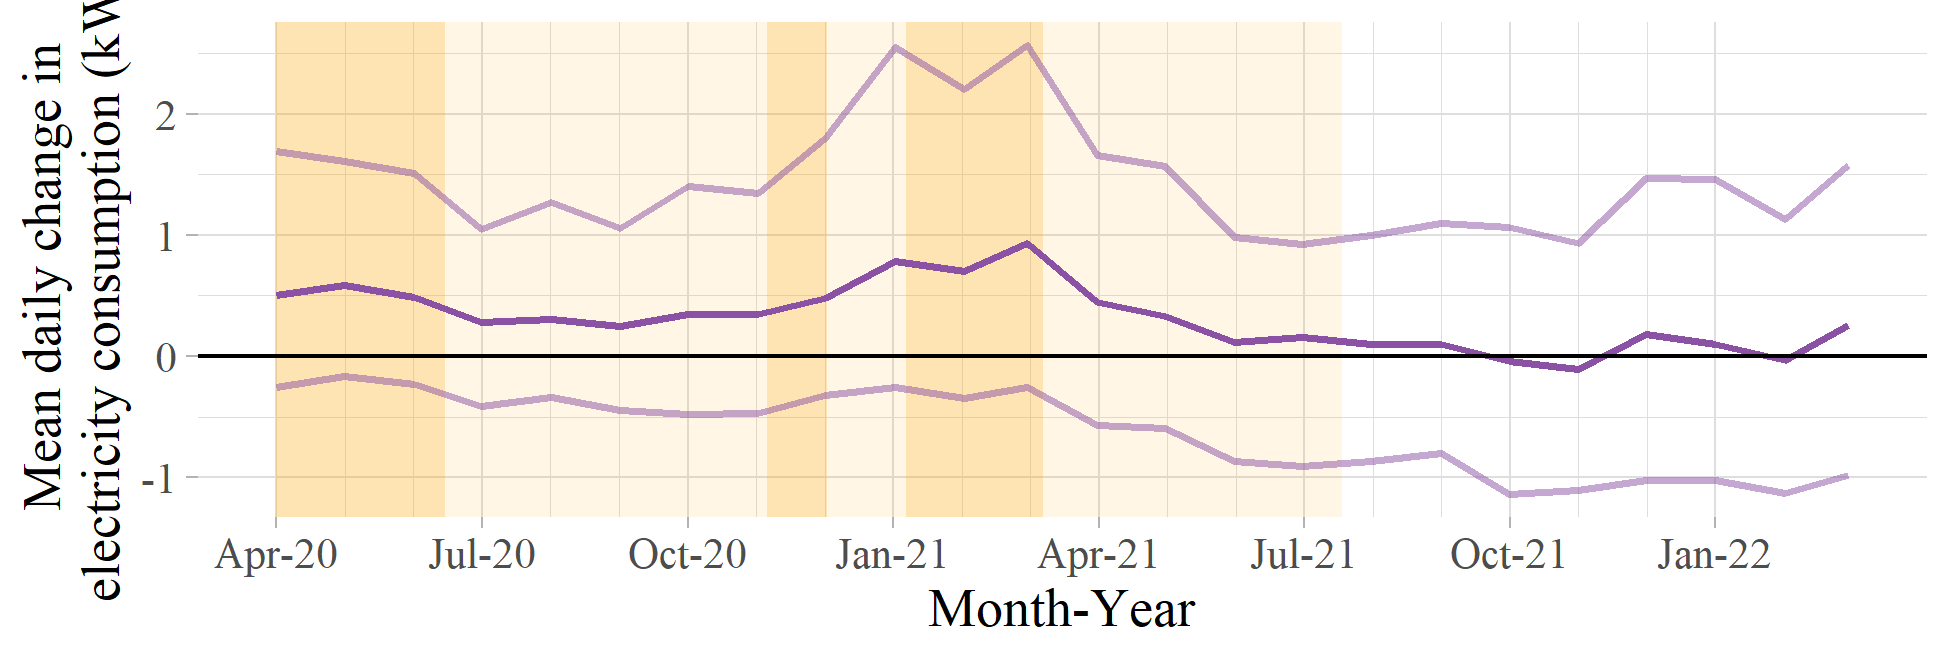 Mean daily change in
electricity consumption (kW
2
1
0
-1
Apr-20 Jul-20 Oct-20 Jan-21 Apr-21 Jul-21 Oct-21 Jan-22
Month-Year